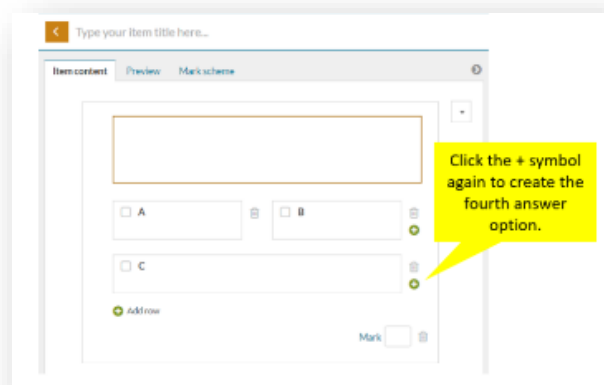 Type your item title here...
Item content Preview Mark scheme
Click the + symbol
again to create the
fourth answer
option.
A B
C
Add row
Mark